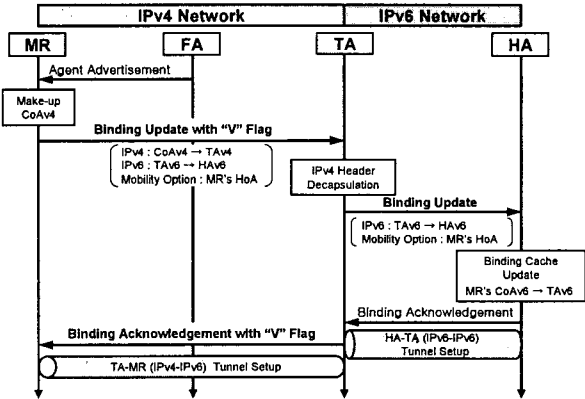 IPv4 Network
IPv6 Network
MR
FA
TA
HA
Agent Advertisement
Make-up
CoAv4
Binding Update with "V" Flag
IPv4 : CoAv4 → TAv4
IPv6 : TAv6 → HAv6
Mobility Option : MR's HoA
IPv4 Header
Decapsulation
Binding Update
IPv6 : TAv6 → HAv6
Mobility Option : MR's HoA
Binding Cache
Update
MR's CoAv6 → TAv6
Binding Acknowledgement
Binding Acknowledgement with "V" Flag
HA-TA (IPv6-IPv6)
Tunnel Setup
TA-MR (IPv4-IPv6) Tunnel Setup